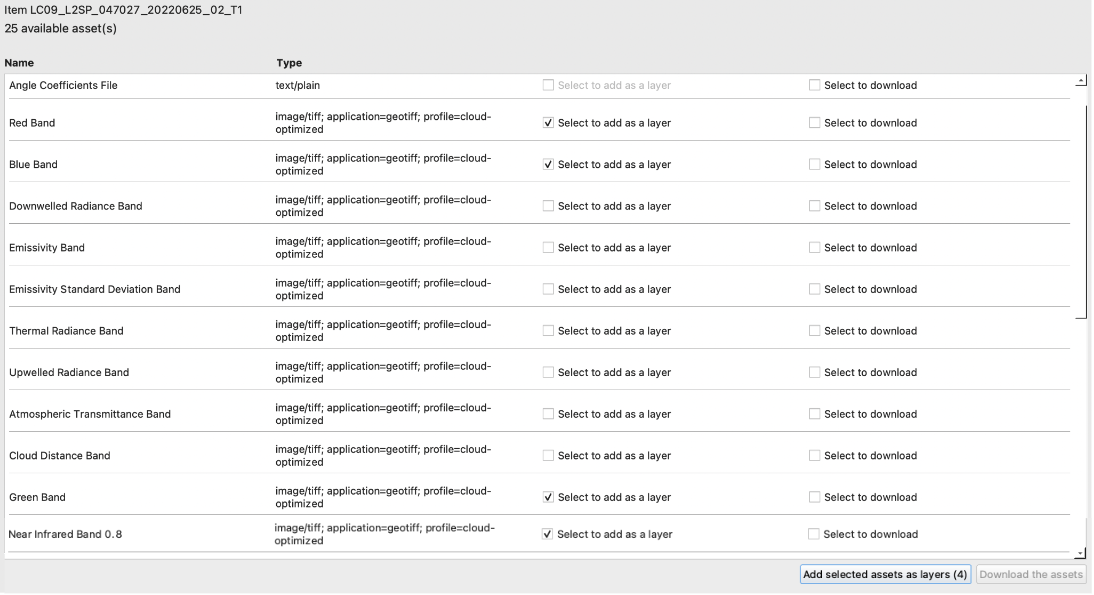 Item LC09_L2SP_047027_20220625_02_T1
25 available asset(s)
Name Type
Angle Coefficients File text/plain Select to add as a layer Select to download
Red Band image/tiff; application=geotiff; profile=cloud-
optimized Select to add as a layer Select to download
Blue Band image/tiff; application=geotiff; profile=cloud-
optimized Select to add as a layer Select to download
Downwelled Radiance Band image/tiff; application=geotiff; profile=cloud-
optimized Select to add as a layer Select to download
Emissivity Band image/tiff; application=geotiff; profile=cloud-
optimized Select to add as a layer Select to download
Emissivity Standard Deviation Band image/tiff; application=geotiff; profile=cloud-
optimized Select to add as a layer Select to download
Thermal Radiance Band image/tiff; application=geotiff; profile=cloud-
optimized Select to add as a layer Select to download
Upwelled Radiance Band image/tiff; application=geotiff; profile=cloud-
optimized Select to add as a layer Select to download
Atmospheric Transmittance Band image/tiff; application=geotiff; profile=cloud-
optimized Select to add as a layer Select to download
Cloud Distance Band image/tiff; application=geotiff; profile=cloud-
optimized Select to add as a layer Select to download
Green Band image/tiff; application=geotiff; profile=cloud-
optimized Select to add as a layer Select to download
Near Infrared Band 0.8 image/tiff; application=geotiff; profile=cloud-
optimized Select to add as a layer Select to download
Add selected assets as layers (4) Download the assets